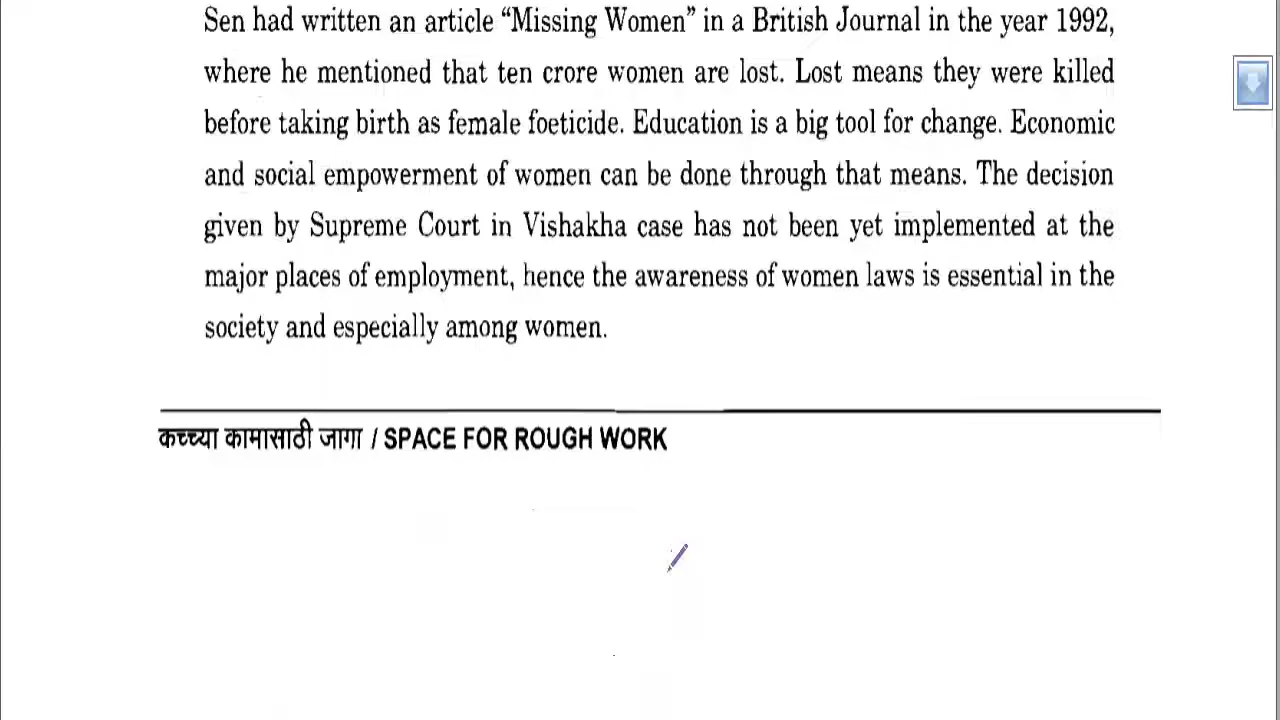 Sen had written an article “Missing Women” in a British Journal in the year 1992,
where he mentioned that ten crore women are lost. Lost means they were killed
before taking birth as female foeticide. Education is a big tool for change. Economic
and social empowerment of women can be done through that means. The decision
given by Supreme Court in Vishakha case has not been yet implemented at the
major places of employment, hence the awareness of women laws is essential in the
society and especially among women.
कच्च्या कामासाठी जागा / SPACE FOR ROUGH WORK